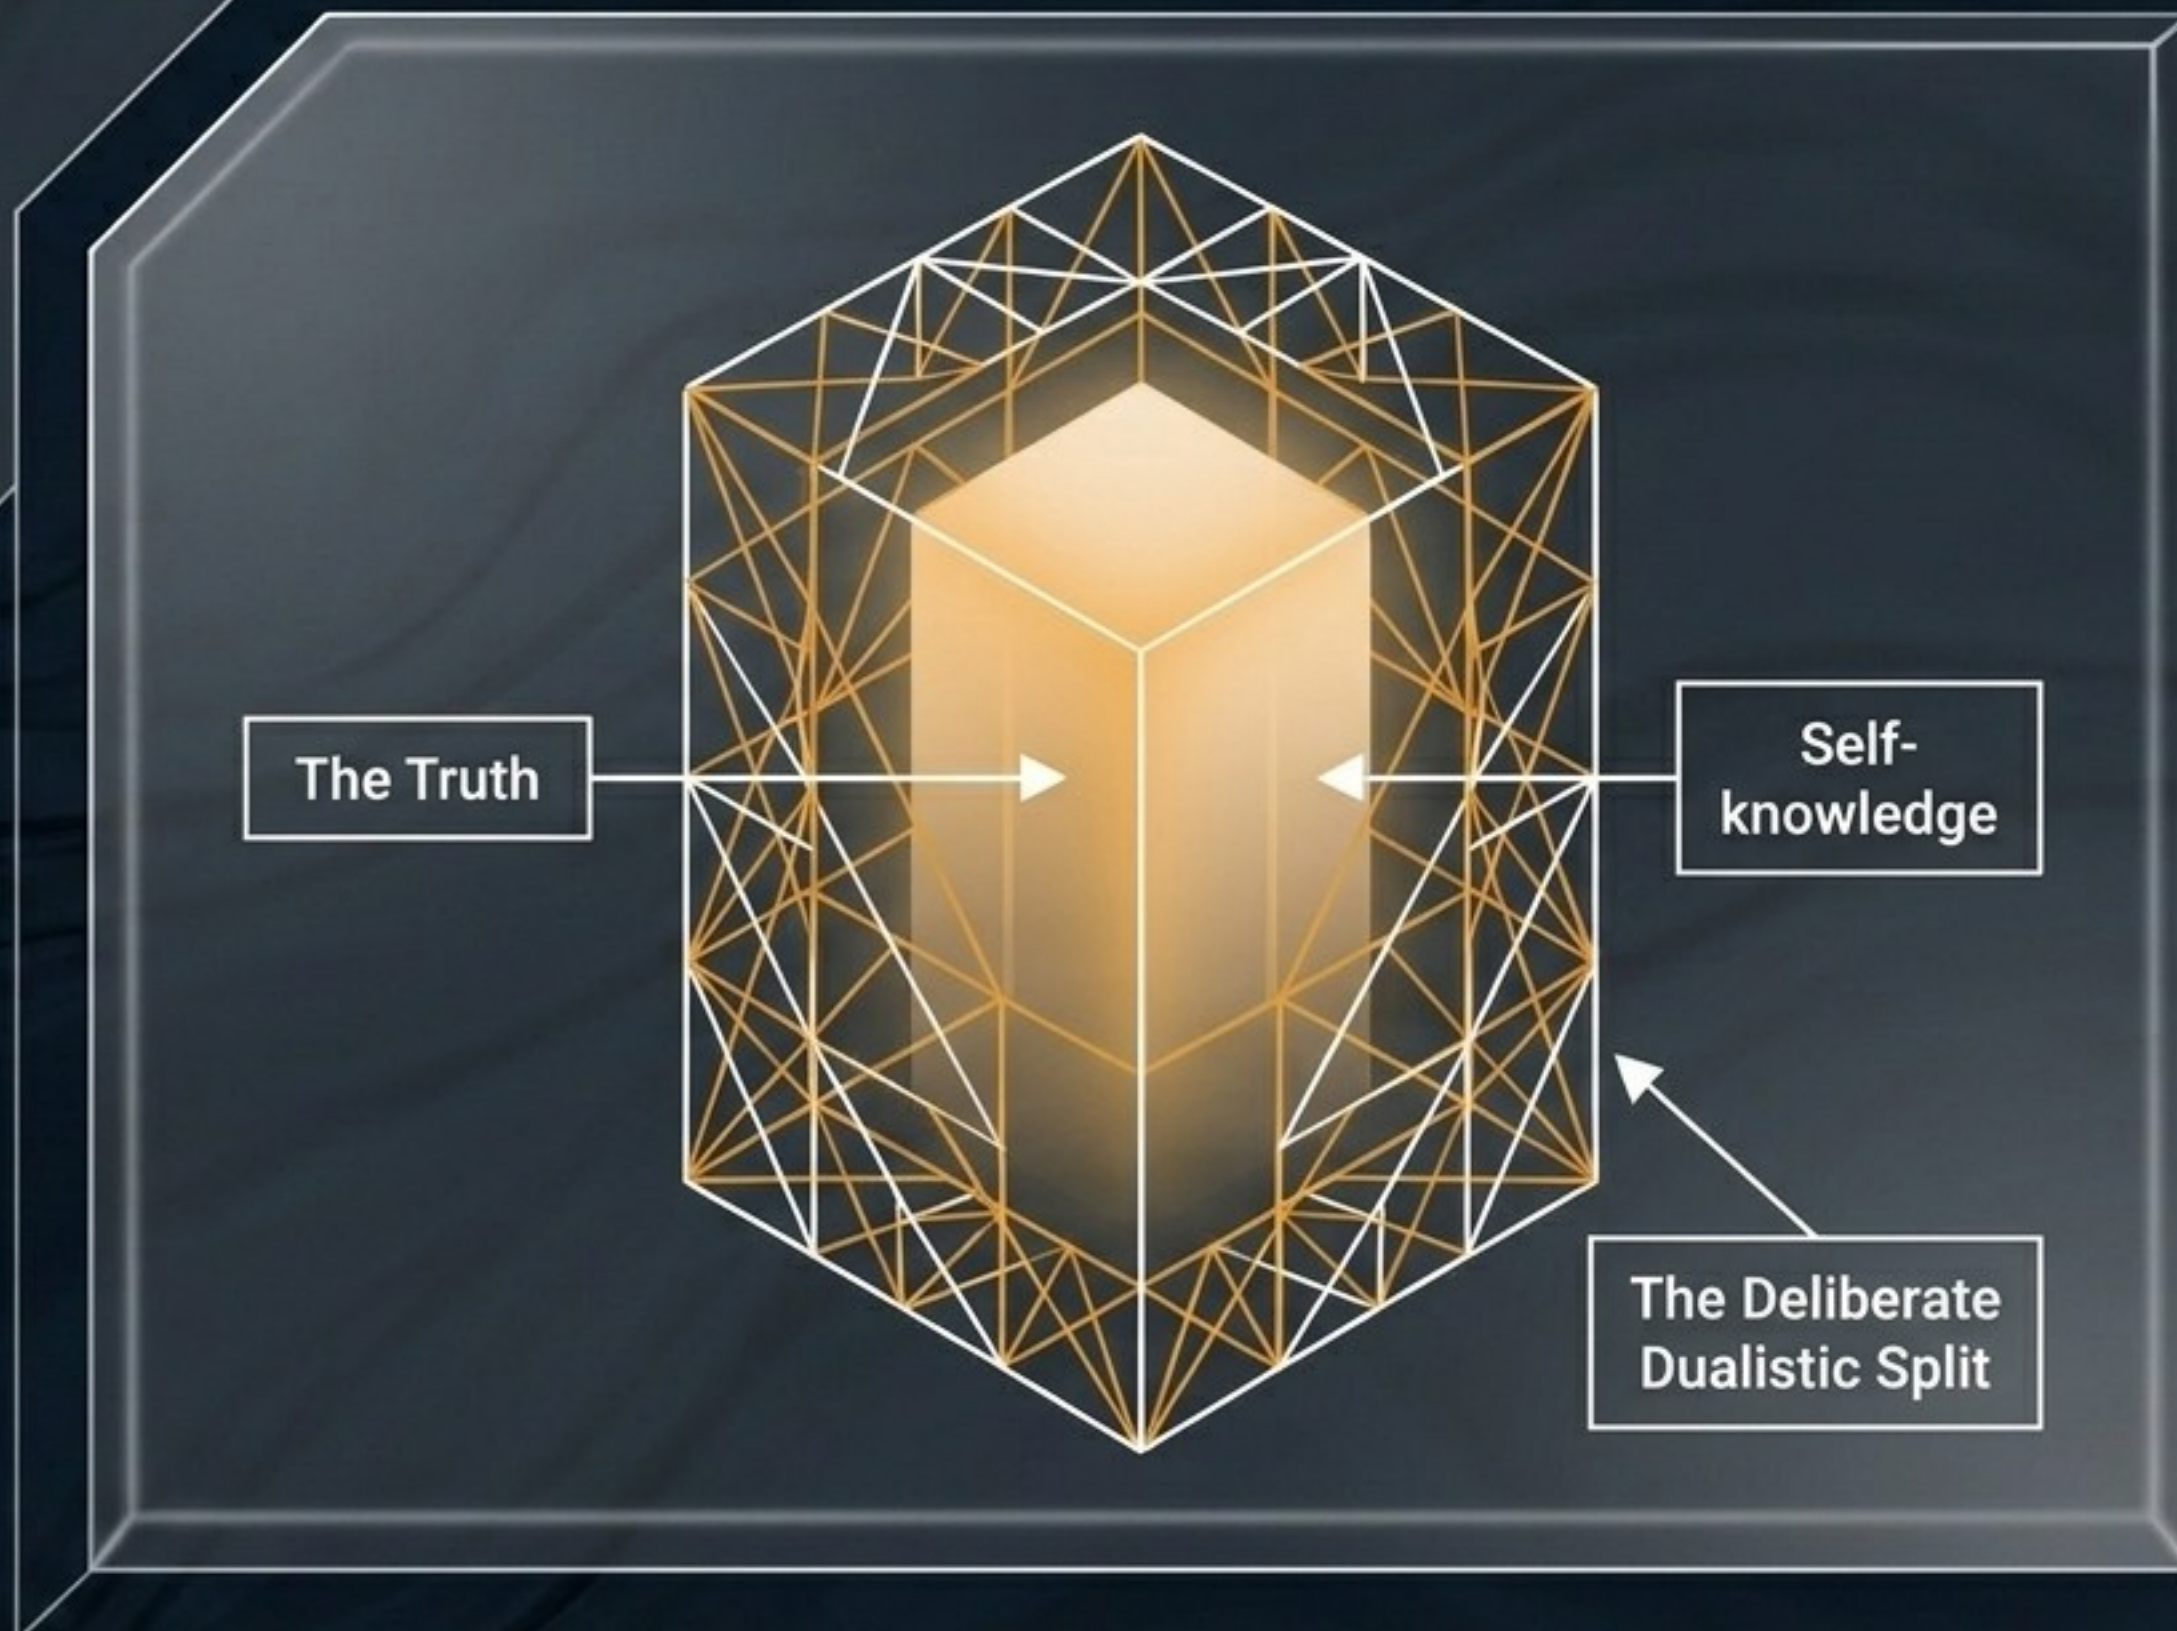 The Truth
Self-
knowledge
The Deliberate
Dualistic Split